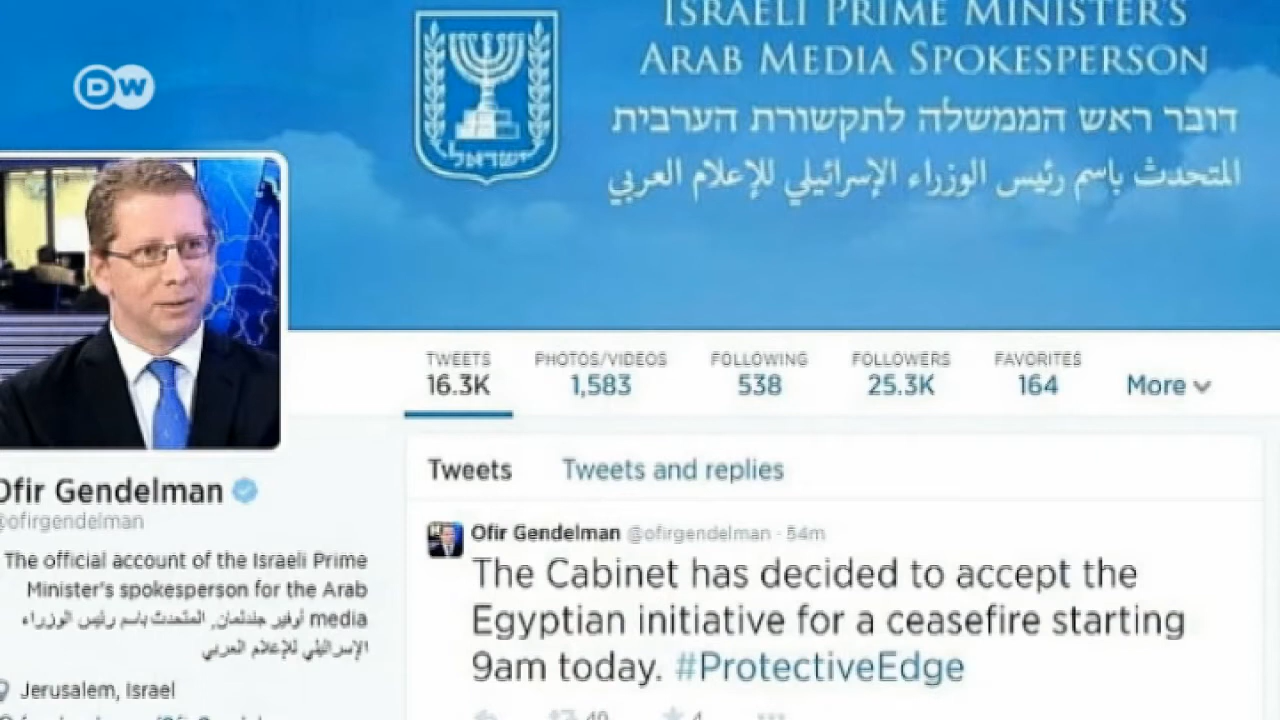 DW
ISRAELI PRIME MINISTER'S
ARAB MEDIA SPOKESPERSON
דובר ראש הממשלה לתקשורת הערבית
المتحدث باسم رئيس الوزراء الإسرائيلي للإعلام العربي
ישראל
TWEETS PHOTOS/VIDEOS FOLLOWING FOLLOWERS FAVORITES
16.3K 1,583 538 25.3K 164 More
Ofir Gendelman
@ofirgendelman
The official account of the Israeli Prime
Minister's spokesperson for the Arab
media أوفير جندلمان, المتحدث باسم رئيس الوزراء
الإسرائيلي للإعلام العربي
Jerusalem, Israel
Tweets Tweets and replies
Ofir Gendelman @ofirgendelman · 54m
The Cabinet has decided to accept the
Egyptian initiative for a ceasefire starting
9am today. #ProtectiveEdge